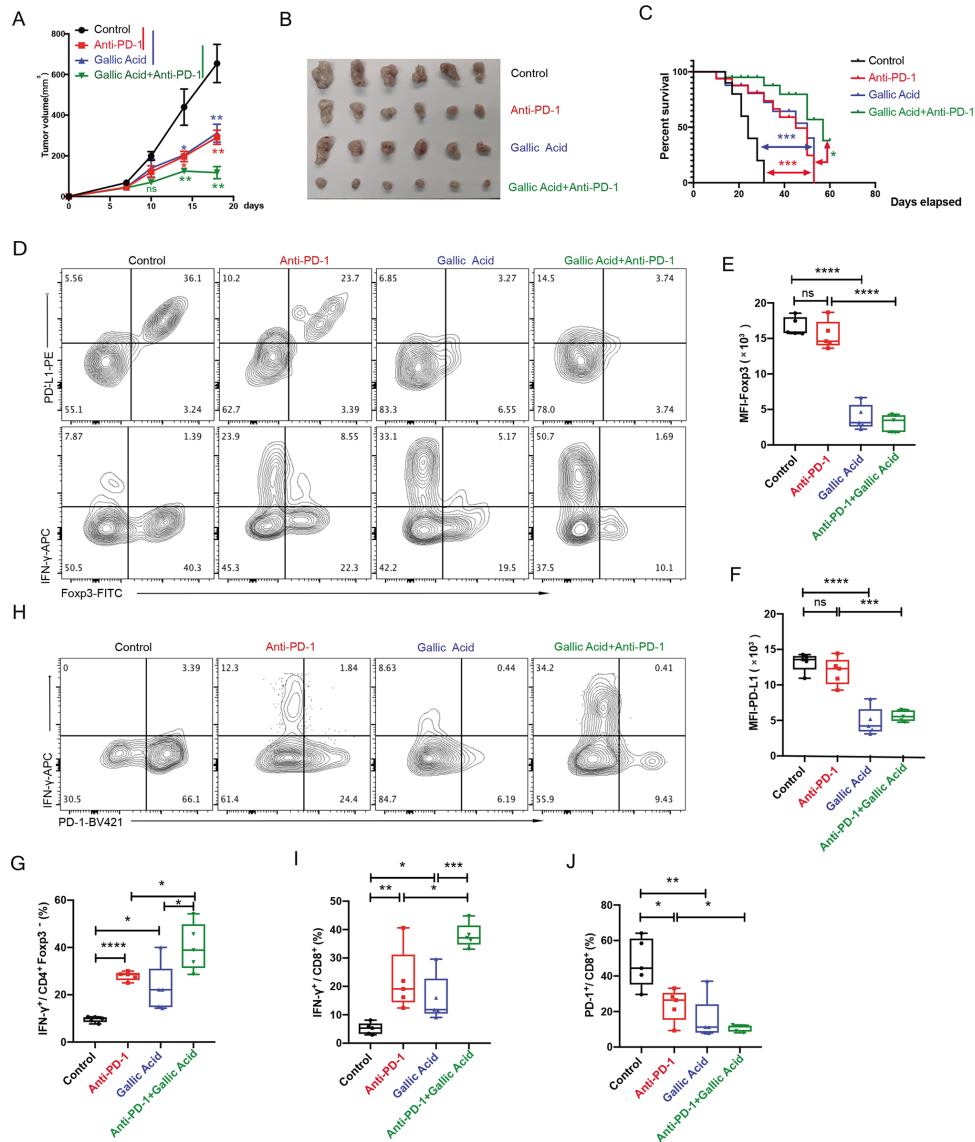 A
Control
Anti-PD-1
Gallic Acid
Gallic Acid+Anti-PD-1
Tumor volume(mm³)
800
600
400
200
0
0 5 10 15 20
days
ns
*
*
**
**
**
**
B
Control
Anti-PD-1
Gallic Acid
Gallic Acid+Anti-PD-1
C
Control
Anti-PD-1
Gallic Acid
Gallic Acid+Anti-PD-1
Percent survival
100
50
0
0 20 40 60 80
Days elapsed
***
***
*
D
Control Anti-PD-1 Gallic Acid Gallic Acid+Anti-PD-1
5.56 36.1 10.2 23.7 6.85 3.27 14.5 3.74
PD-L1-PE
55.1 3.24 62.7 3.39 83.3 6.55 78.0 3.74
7.87 1.39 23.9 8.55 33.1 5.17 50.7 1.69
IFN-γ-APC
50.5 40.3 45.3 22.3 42.2 19.5 37.5 10.1
Foxp3-FITC
E
****
ns ****
MFI-Foxp3 (×10³)
20
15
10
5
0
Control
Anti-PD-1
Gallic Acid
Anti-PD-1+Gallic Acid
F
****
ns ***
MFI-PD-L1 (×10³)
20
15
10
5
0
Control
Anti-PD-1
Gallic Acid
Anti-PD-1+Gallic Acid
H
Control Anti-PD-1 Gallic Acid Gallic Acid+Anti-PD-1
0 3.39 12.3 1.84 8.63 0.44 34.2 0.41
IFN-γ-APC
30.5 66.1 61.4 24.4 84.7 6.19 55.9 9.43
PD-1-BV421
G
*
* *
****
IFN-γ⁺/ CD4⁺ Foxp3⁻ (%)
60
40
20
0
Control
Anti-PD-1
Gallic Acid
Anti-PD-1+Gallic Acid
I
* ***
** *
IFN-γ⁺/ CD8⁺ (%)
50
40
30
20
10
0
Control
Anti-PD-1
Gallic Acid
Anti-PD-1+Gallic Acid
J
**
* *
PD-1⁺/ CD8⁺ (%)
80
60
40
20
0
Control
Anti-PD-1
Gallic Acid
Anti-PD-1+Gallic Acid